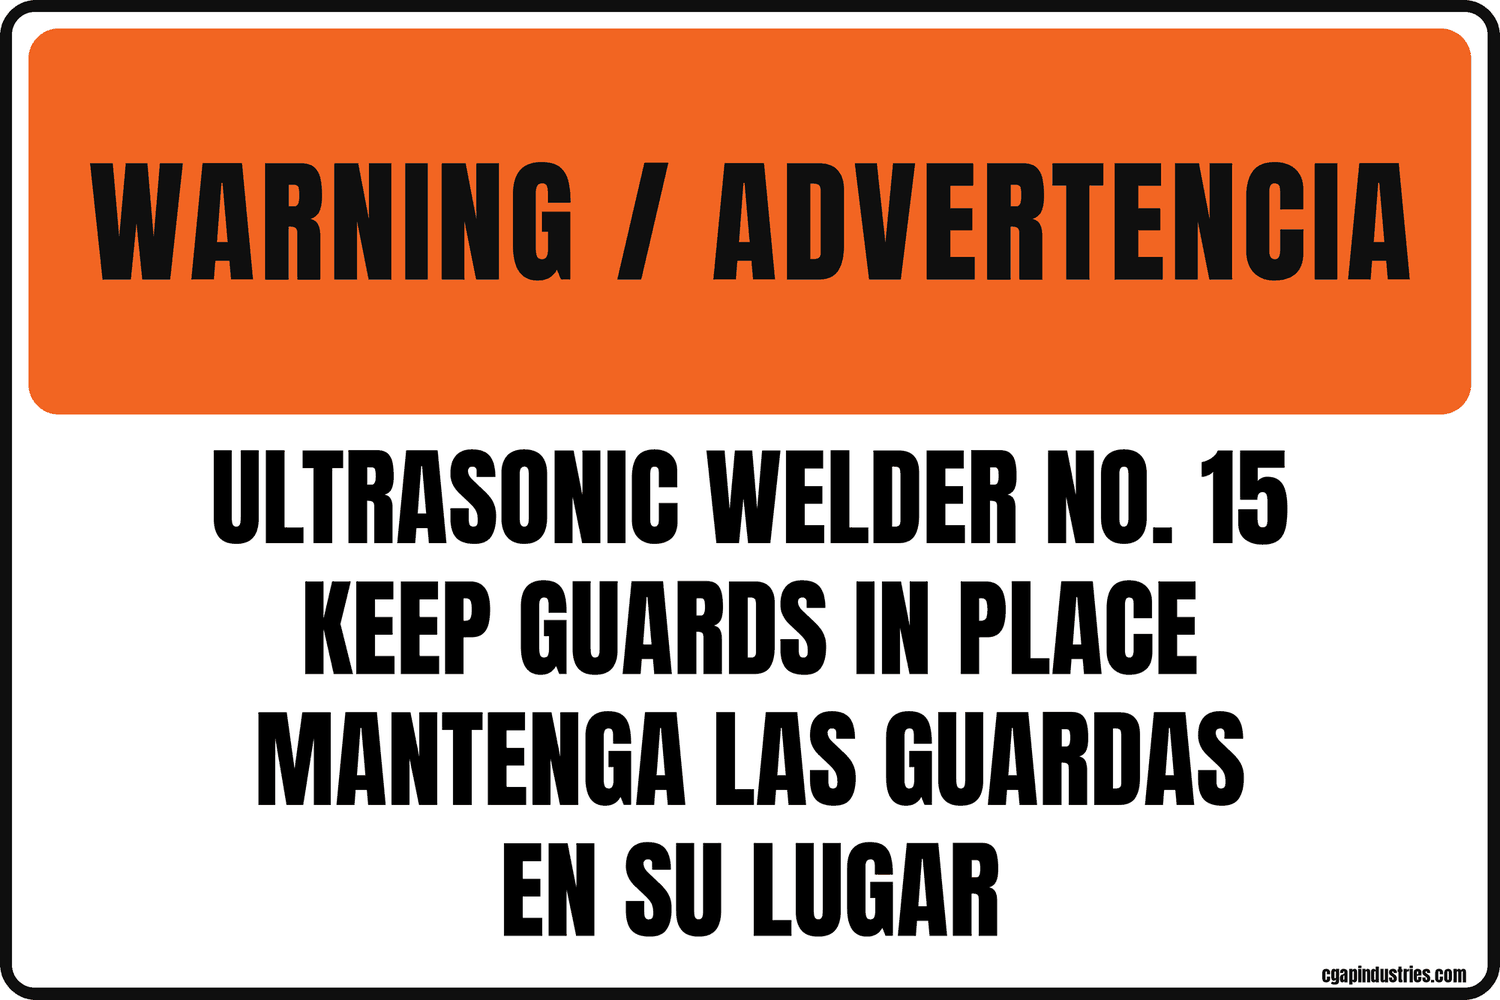 WARNING / ADVERTENCIA
ULTRASONIC WELDER NO. 15
KEEP GUARDS IN PLACE
MANTENGA LAS GUARDAS
EN SU LUGAR
cgapindustries.com